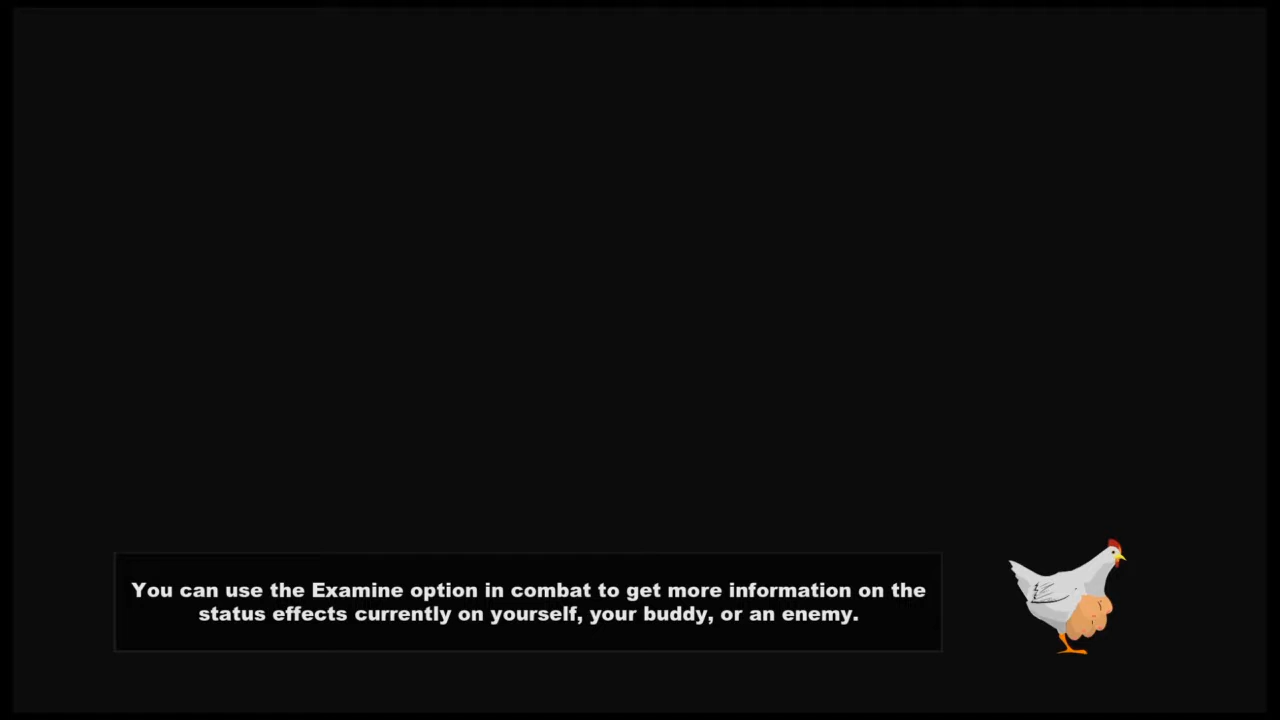 You can use the Examine option in combat to get more information on the
status effects currently on yourself, your buddy, or an enemy.